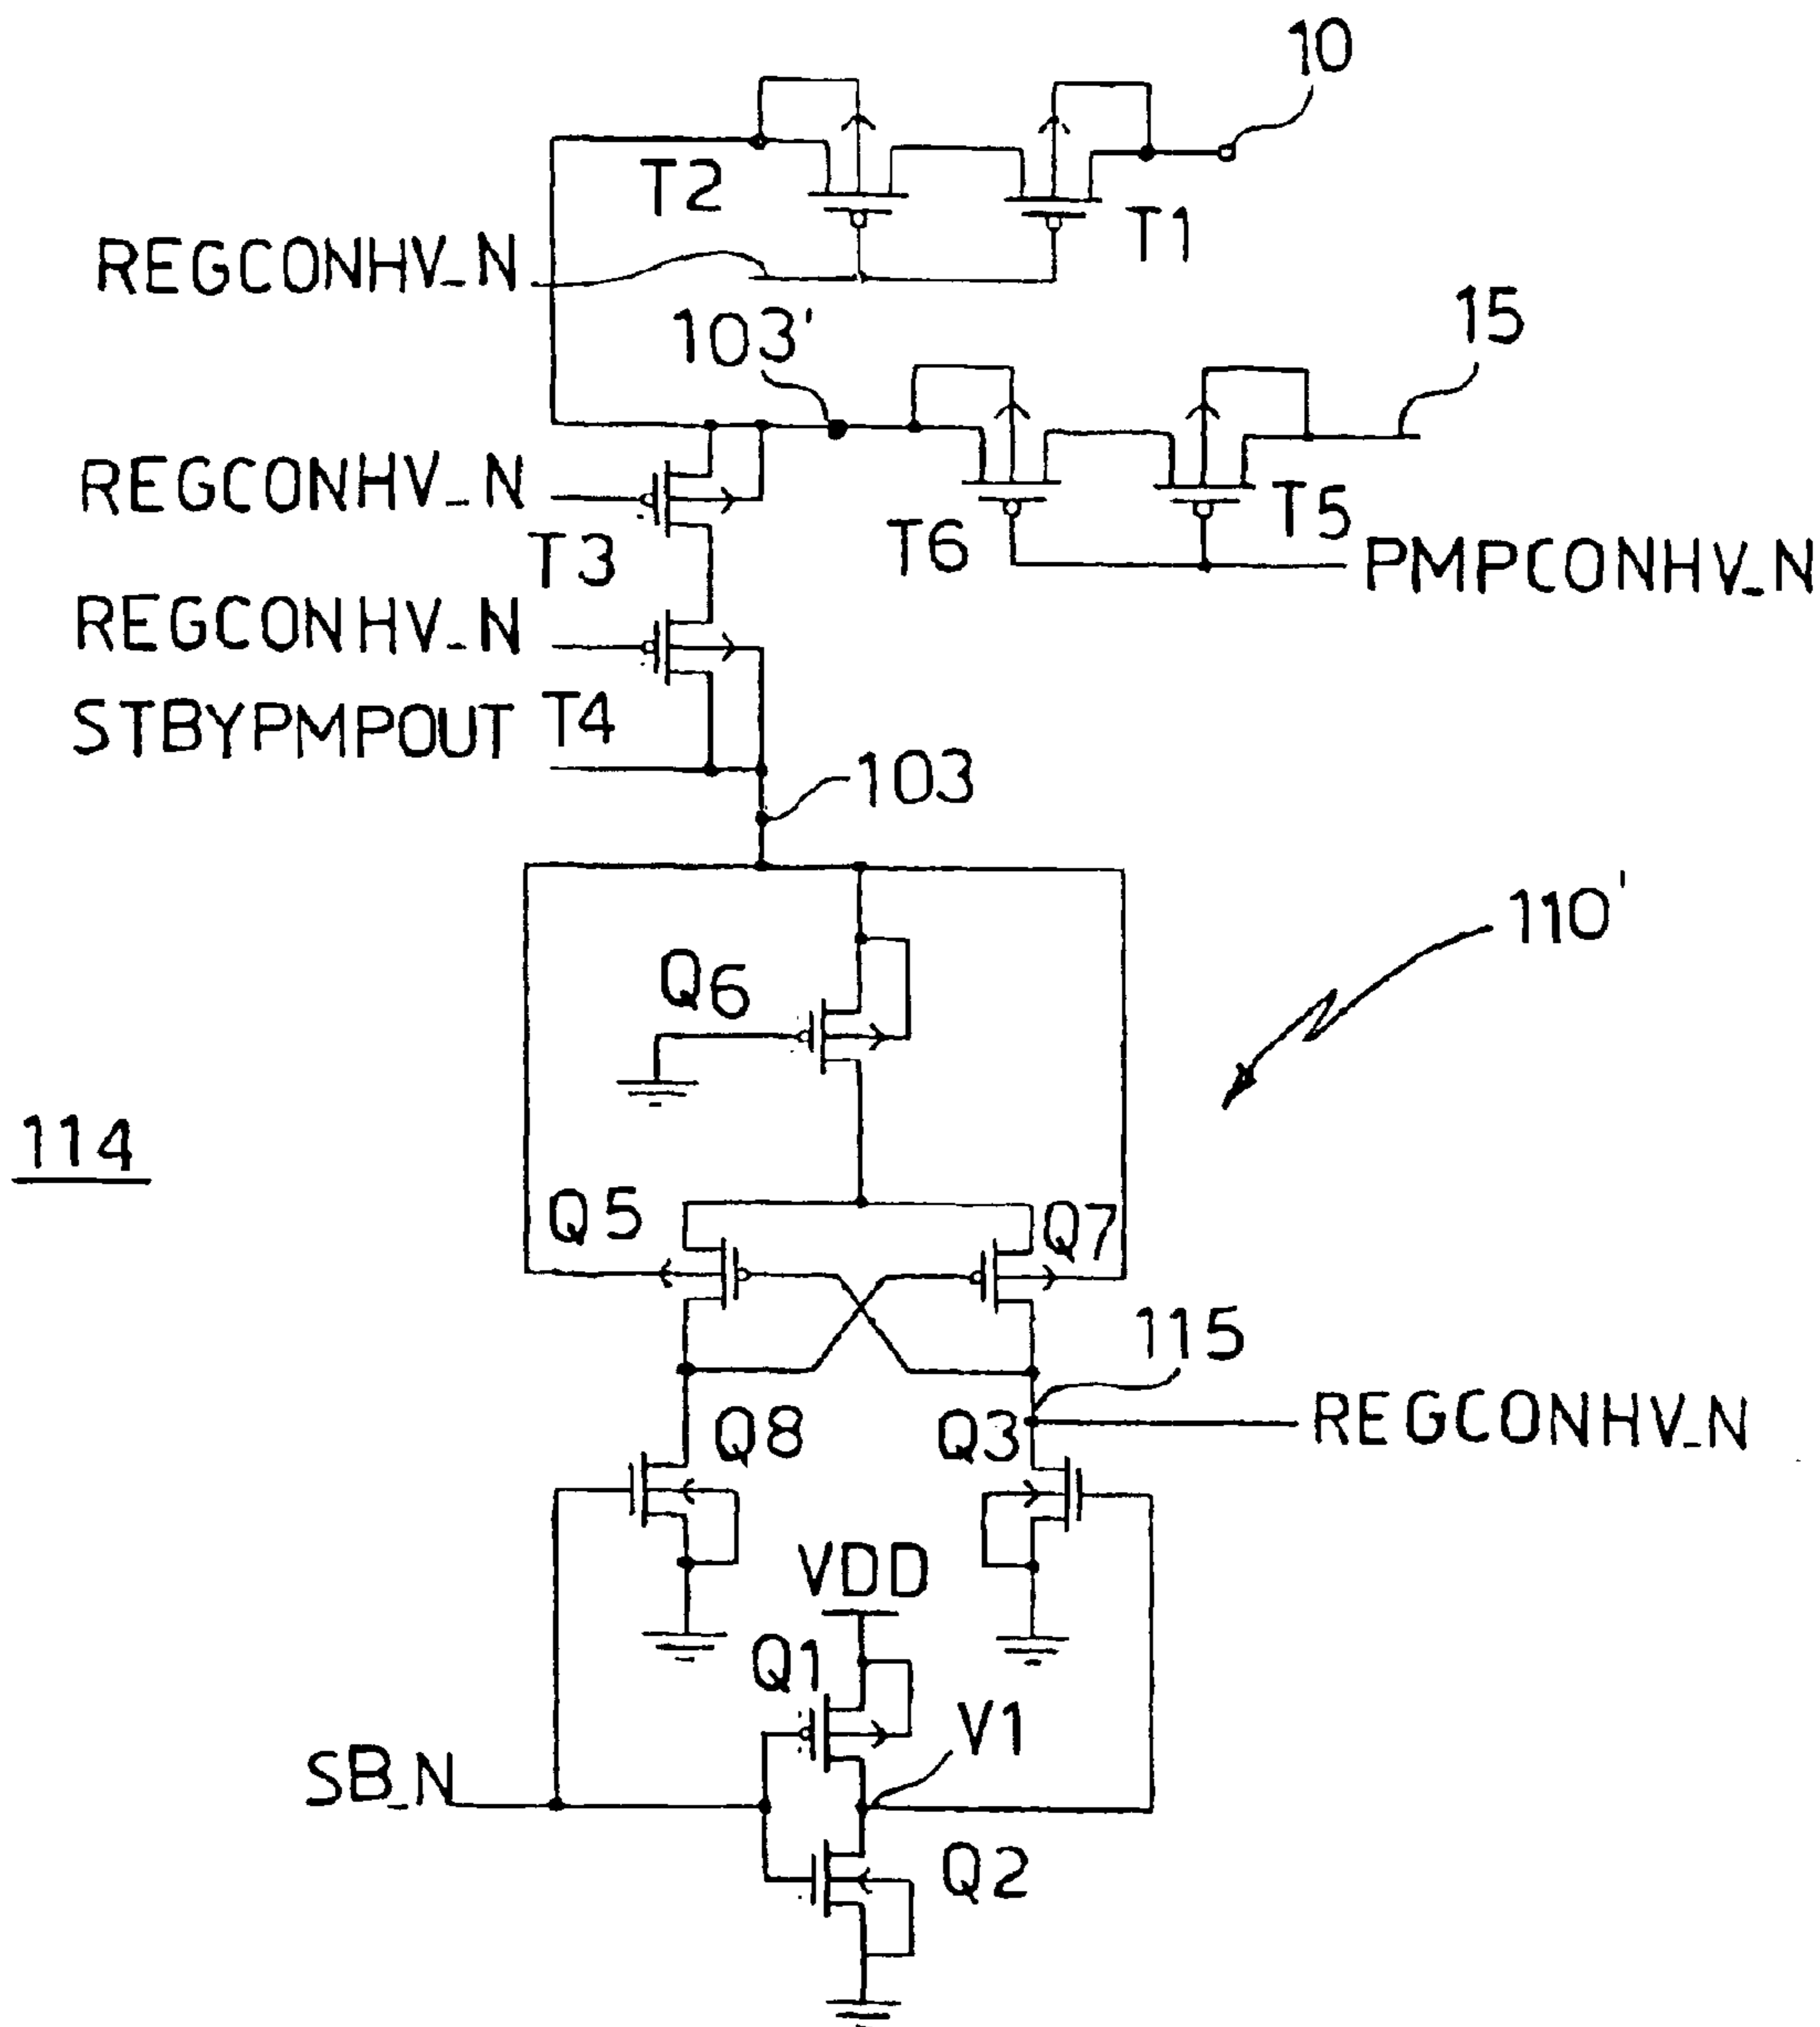 10
T2
T1
REGCONHV_N
103'
15
REGCONHV_N
T3
T6
T5
PMPCONHV_N
REGCONHV_N
STBYPMPOUT
T4
103
110'
Q6
114
Q5
Q7
115
Q8
Q3
REGCONHV_N
VDD
Q1
V1
SB_N
Q2